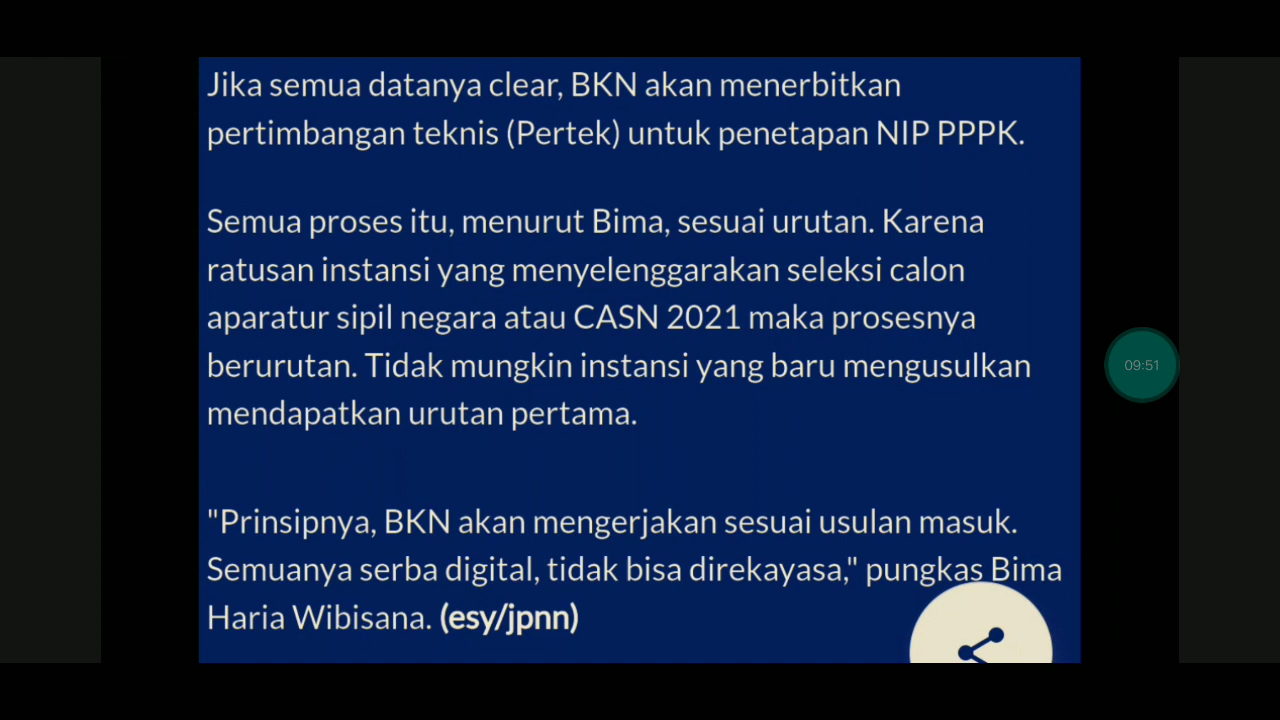 Jika semua datanya clear, BKN akan menerbitkan
pertimbangan teknis (Pertek) untuk penetapan NIP PPPK.
Semua proses itu, menurut Bima, sesuai urutan. Karena
ratusan instansi yang menyelenggarakan seleksi calon
aparatur sipil negara atau CASN 2021 maka prosesnya
berurutan. Tidak mungkin instansi yang baru mengusulkan
mendapatkan urutan pertama.
"Prinsipnya, BKN akan mengerjakan sesuai usulan masuk.
Semuanya serba digital, tidak bisa direkayasa," pungkas Bima
Haria Wibisana. (esy/jpnn)
09:51